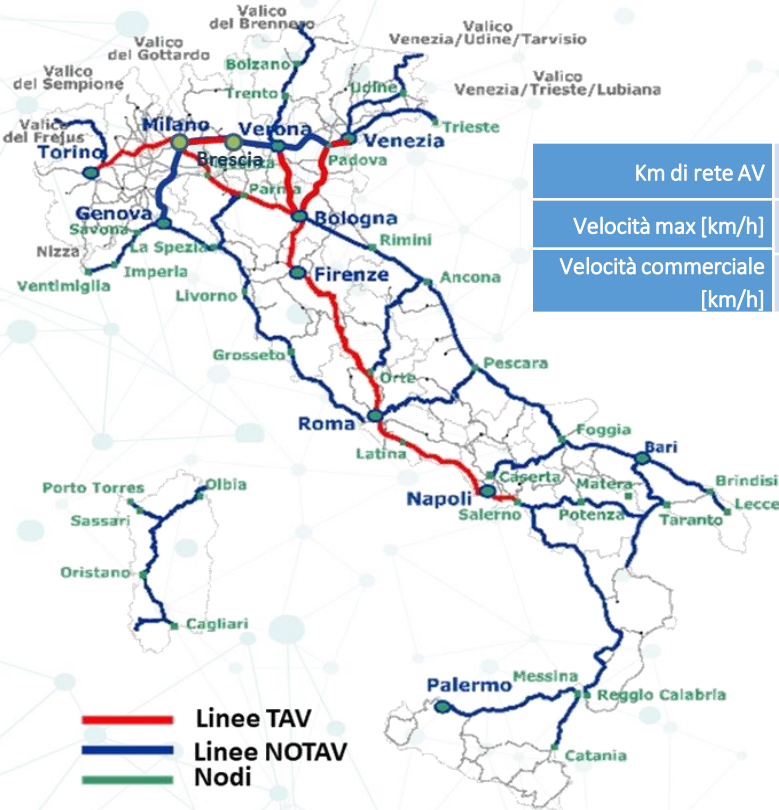 Valico
del Brennero
Valico
Venezia/Udine/Tarvisio
Valico
del Gottardo
Valico
del Sempione
Valico
Venezia/Trieste/Lubiana
Bolzano
Trento
Udine
Trieste
Valico
del Frejus
Torino
Milano
Verona
Venezia
Brescia
Padova
Parma
Genova
Savona
Bologna
La Spezia
Rimini
Nizza
Imperia
Ventimiglia
Firenze
Ancona
Livorno
Grosseto
Orte
Pescara
Roma
Latina
Foggia
Bari
Caserta
Matera
Brindisi
Napoli
Salerno
Potenza
Taranto
Lecce
Porto Torres
Olbia
Sassari
Oristano
Cagliari
Messina
Palermo
Reggio Calabria
Catania
Km di rete AV
Velocità max [km/h]
Velocità commerciale
[km/h]
Linee TAV
Linee NOTAV
Nodi